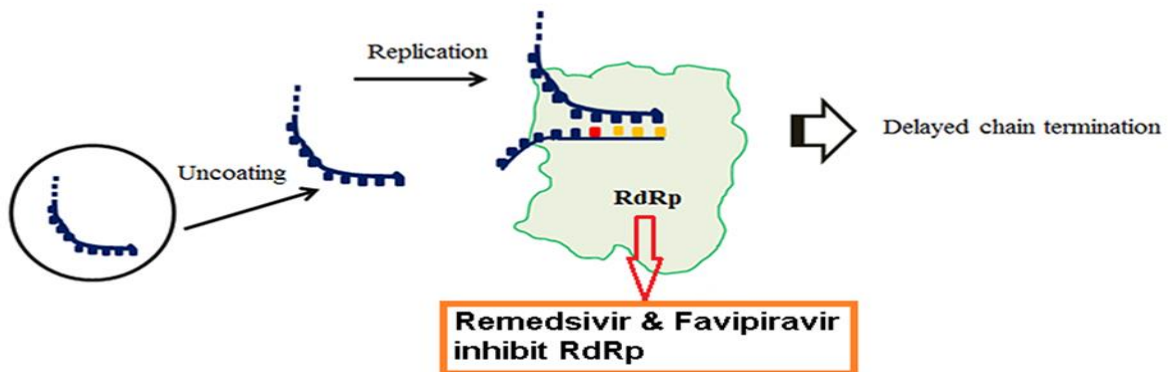 Replication
Uncoating
Delayed chain termination
RdRp
Remedsivir & Favipiravir
inhibit RdRp